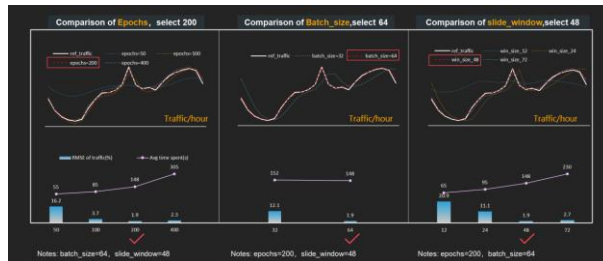 Comparison of Epochs, select 200
ref_traffic epochs=50 epochs=100
epochs=200 epochs=400
Traffic/hour
RMSE of traffic(%) Avg time spent(s)
55 85 148 305
16.2 3.7 1.9 2.3
50 100 200 400
Notes: batch_size=64, slide_window=48
Comparison of Batch_size,select 64
ref_traffic batch_size=32 batch_size=64
Traffic/hour
152 148
12.1 1.9
32 64
Notes: epochs=200, slide_window=48
Comparison of slide_window,select 48
ref_traffic win_size_12 win_size_24
win_size_48 win_size_72
Traffic/hour
65 95 148 230
11.1 1.9 2.7
12 24 48 72
Notes: epochs=200, batch_size=64